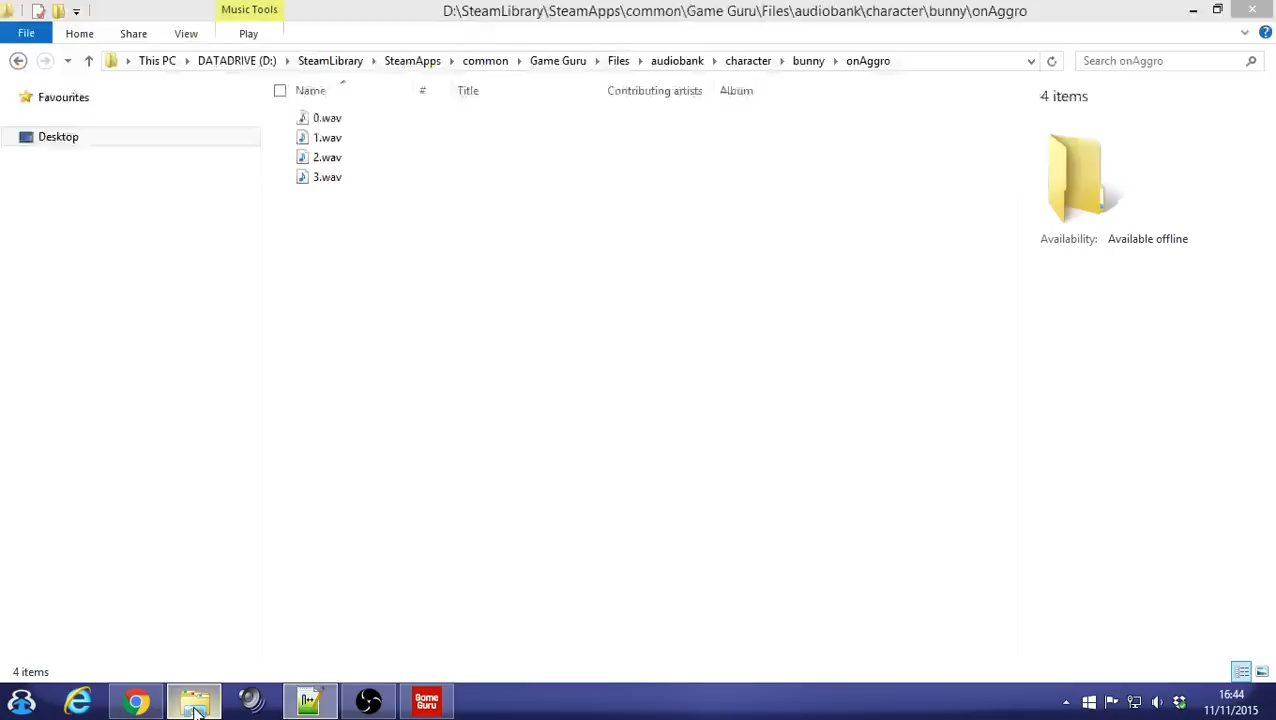 Music Tools
D:\SteamLibrary\SteamApps\common\Game Guru\Files\audiobank\character\bunny\onAggro
File Home Share View Play
This PC DATADRIVE (D:) SteamLibrary SteamApps common Game Guru Files audiobank character bunny onAggro
Search onAggro
Favourites
Desktop
Name # Title Contributing artists Album
0.wav
1.wav
2.wav
3.wav
4 items
Availability: Available offline
4 items
n++
GAME
GURU
16:44
11/11/2015